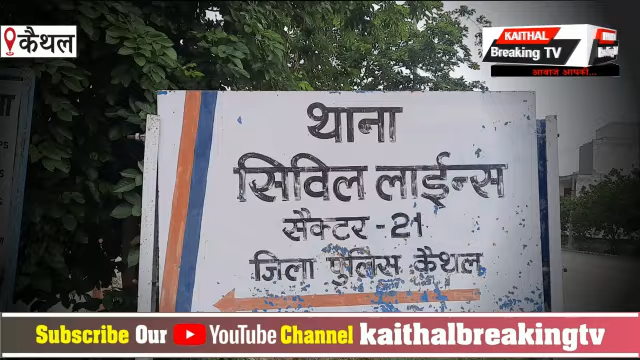 कैथल
KAITHAL
Breaking TV
आवाज आपकी...
थाना
सिविल लाईन्स
सैक्टर - 21
जिला पुलिस कैथल
Subscribe Our YouTube Channel kaithalbreakingtv